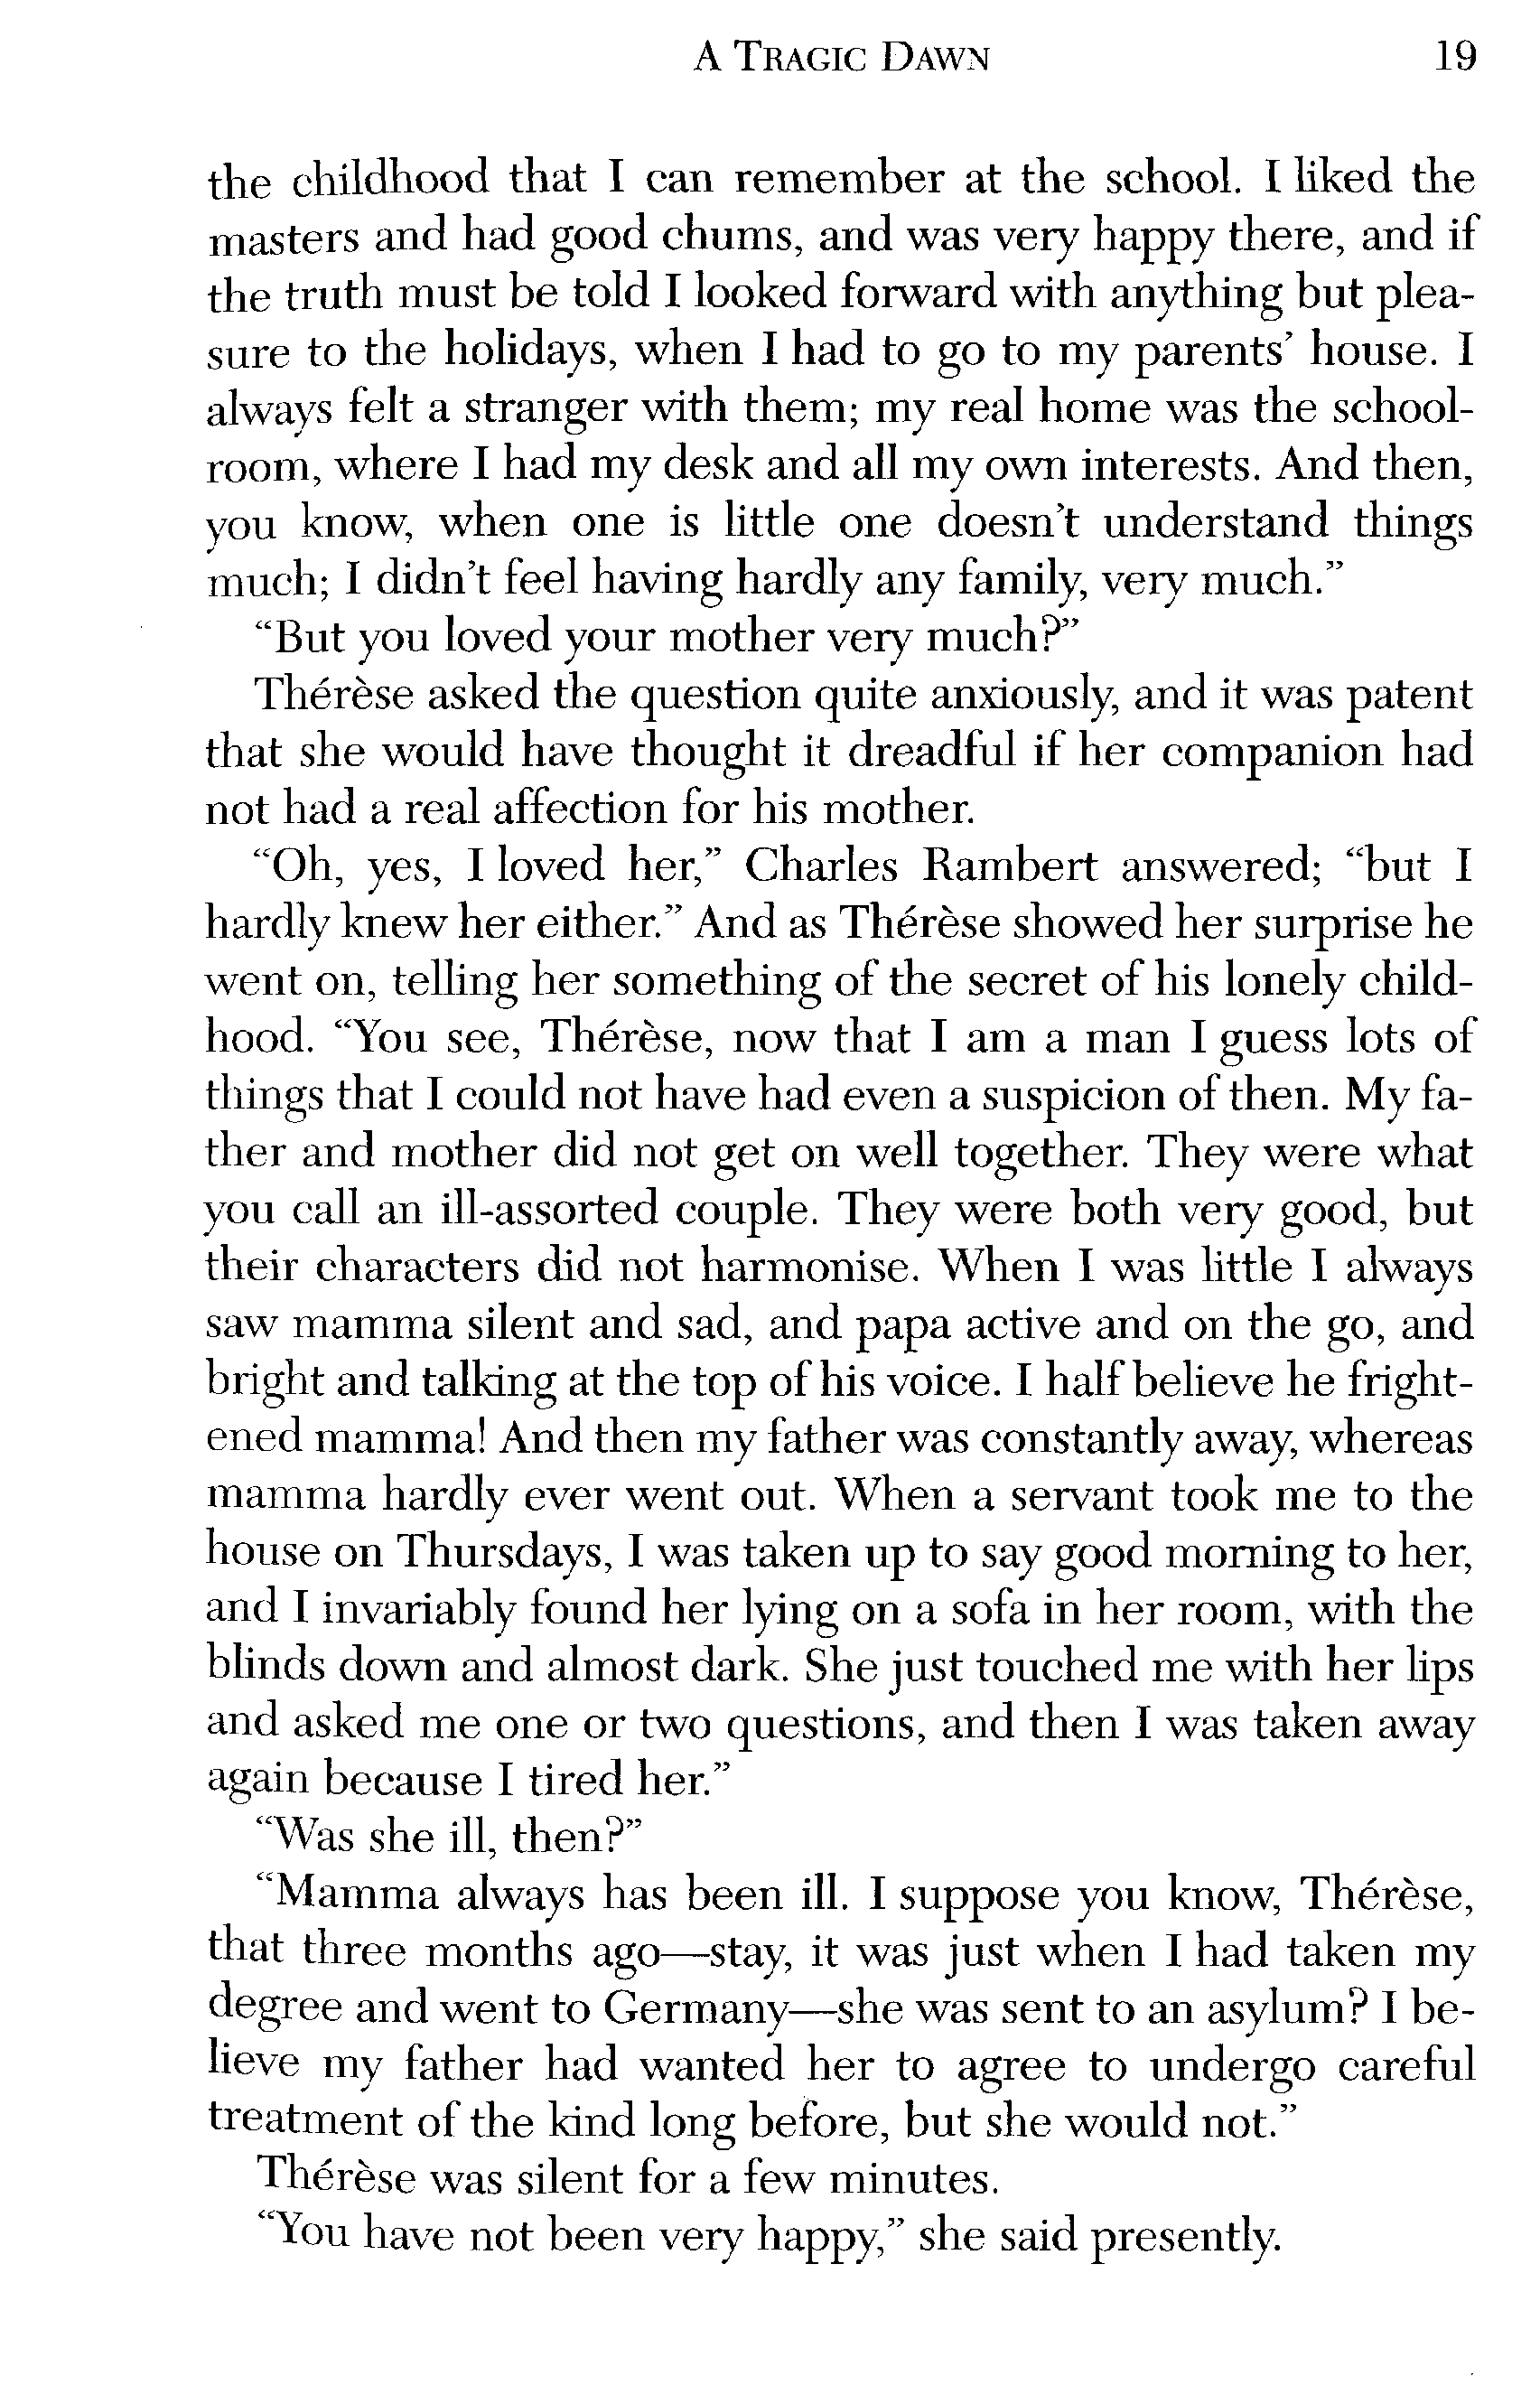 A TRAGIC DAWN 19
the childhood that I can remember at the school. I liked the
masters and had good chums, and was very happy there, and if
the truth must be told I looked forward with anything but plea-
sure to the holidays, when I had to go to my parents’ house. I
always felt a stranger with them; my real home was the school-
room, where I had my desk and all my own interests. And then,
you know, when one is little one doesn’t understand things
much; I didn’t feel having hardly any family, very much.”
“But you loved your mother very much?”
Thérèse asked the question quite anxiously, and it was patent
that she would have thought it dreadful if her companion had
not had a real affection for his mother.
“Oh, yes, I loved her,” Charles Rambert answered; “but I
hardly knew her either.” And as Thérèse showed her surprise he
went on, telling her something of the secret of his lonely child-
hood. “You see, Thérèse, now that I am a man I guess lots of
things that I could not have had even a suspicion of then. My fa-
ther and mother did not get on well together. They were what
you call an ill-assorted couple. They were both very good, but
their characters did not harmonise. When I was little I always
saw mamma silent and sad, and papa active and on the go, and
bright and talking at the top of his voice. I half believe he fright-
ened mamma! And then my father was constantly away, whereas
mamma hardly ever went out. When a servant took me to the
house on Thursdays, I was taken up to say good morning to her,
and I invariably found her lying on a sofa in her room, with the
blinds down and almost dark. She just touched me with her lips
and asked me one or two questions, and then I was taken away
again because I tired her.”
“Was she ill, then?”
“Mamma always has been ill. I suppose you know, Thérèse,
that three months ago—stay, it was just when I had taken my
degree and went to Germany—she was sent to an asylum? I be-
lieve my father had wanted her to agree to undergo careful
treatment of the kind long before, but she would not.”
Thérèse was silent for a few minutes.
“You have not been very happy,” she said presently.